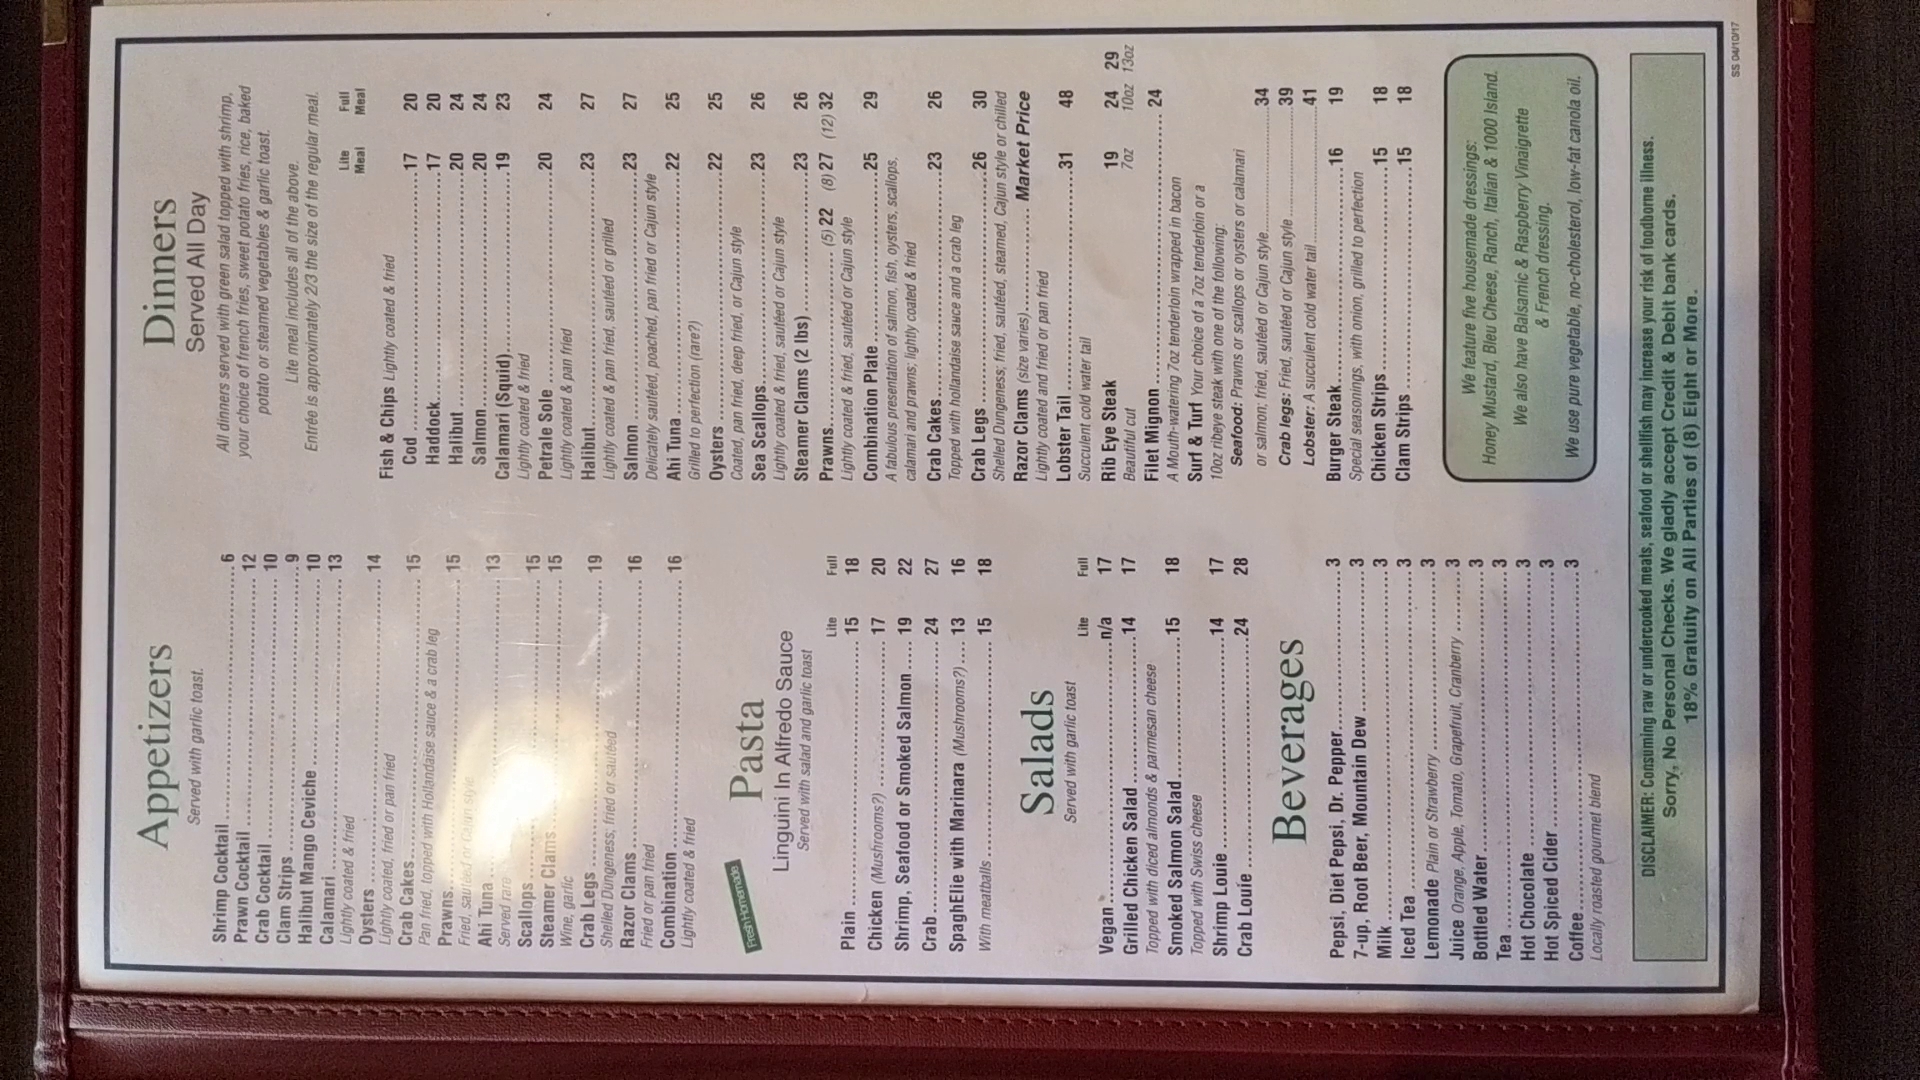 Appetizers
Served with garlic toast.
Shrimp Cocktail 6
Prawn Cocktail 12
Crab Cocktail 10
Clam Strips 9
Halibut Mango Ceviche 10
Calamari 13
Lightly coated & fried
Oysters 14
Lightly coated, fried or pan fried
Crab Cakes 15
Pan fried, topped with Hollandaise sauce & a crab leg
Prawns 15
Fried, sautéed or Cajun style
Ahi Tuna 13
Served rare
Scallops 15
Steamer Clams 15
Wine, garlic
Crab Legs 19
Shelled Dungeness, fried or sautéed
Razor Clams 16
Fried or pan fried
Combination 16
Lightly coated & fried
Fresh Homemade
Pasta
Linguini In Alfredo Sauce
Served with salad and garlic toast
Lite Full
Plain 15 18
Chicken (Mushrooms?) 17 20
Shrimp, Seafood or Smoked Salmon 19 22
Crab 24 27
SpaghEllie with Marinara (Mushrooms?) 13 16
With meatballs 15 18
Salads
Served with garlic toast
Lite Full
Vegan n/a 17
Grilled Chicken Salad 14 17
Topped with diced almonds & parmesan cheese
Smoked Salmon Salad 15 18
Topped with Swiss cheese
Shrimp Louie 14 17
Crab Louie 24 28
Beverages
Pepsi, Diet Pepsi, Dr. Pepper 3
7-up, Root Beer, Mountain Dew 3
Milk 3
Iced Tea 3
Lemonade Plain or Strawberry 3
Juice Orange, Apple, Tomato, Grapefruit, Cranberry 3
Bottled Water 3
Tea 3
Hot Chocolate 3
Hot Spiced Cider 3
Coffee 3
Locally roasted gourmet blend
Dinners
Served All Day
All dinners served with green salad topped with shrimp,
your choice of french fries, sweet potato fries, rice, baked
potato or steamed vegetables & garlic toast.
Lite meal includes all of the above.
Entrée is approximately 2/3 the size of the regular meal.
Lite Full
Meal Meal
Fish & Chips Lightly coated & fried
Cod 17 20
Haddock 17 20
Halibut 20 24
Salmon 20 24
Calamari (Squid) 19 23
Lightly coated & fried
Petrale Sole 20 24
Lightly coated & pan fried
Halibut 23 27
Lightly coated & pan fried, sautéed or grilled
Salmon 23 27
Delicately sautéed, poached, pan fried or Cajun style
Ahi Tuna 22 25
Grilled to perfection (rare?)
Oysters 22 25
Coated, pan fried, deep fried, or Cajun style
Sea Scallops 23 26
Lightly coated & fried, sautéed or Cajun style
Steamer Clams (2 lbs) 23 26
Prawns (5) 22 (8) 27 (12) 32
Lightly coated & fried, sautéed or Cajun style
Combination Plate 25 29
A fabulous presentation of salmon, fish, oysters, scallops,
calamari and prawns; lightly coated & fried
Crab Cakes 23 26
Topped with hollandaise sauce and a crab leg
Crab Legs 26 30
Shelled Dungeness; fried, sautéed, steamed, Cajun style or chilled
Razor Clams (size varies) Market Price
Lightly coated and fried or pan fried
Lobster Tail 31 48
Succulent cold water tail
Rib Eye Steak 19 24 29
Beautiful cut 7oz 10oz 13oz
Filet Mignon 24
A Mouth-watering 7oz tenderloin wrapped in bacon
Surf & Turf Your choice of a 7oz tenderloin or a
10oz ribeye steak with one of the following:
Seafood: Prawns or scallops or oysters or calamari
or salmon; fried, sautéed or Cajun style 34
Crab legs: Fried, sautéed or Cajun style 39
Lobster: A succulent cold water tail 41
Burger Steak 16 19
Special seasonings, with onion, grilled to perfection
Chicken Strips 15 18
Clam Strips 15 18
We feature five housemade dressings:
Honey Mustard, Bleu Cheese, Ranch, Italian & 1000 Island.
We also have Balsamic & Raspberry Vinaigrette
& French dressing.
We use pure vegetable, no-cholesterol, low-fat canola oil.
DISCLAIMER: Consuming raw or undercooked meats, seafood or shellfish may increase your risk of foodborne illness.
Sorry, No Personal Checks. We gladly accept Credit & Debit bank cards.
18% Gratuity on All Parties of (8) Eight or More.
SS 04/10/17